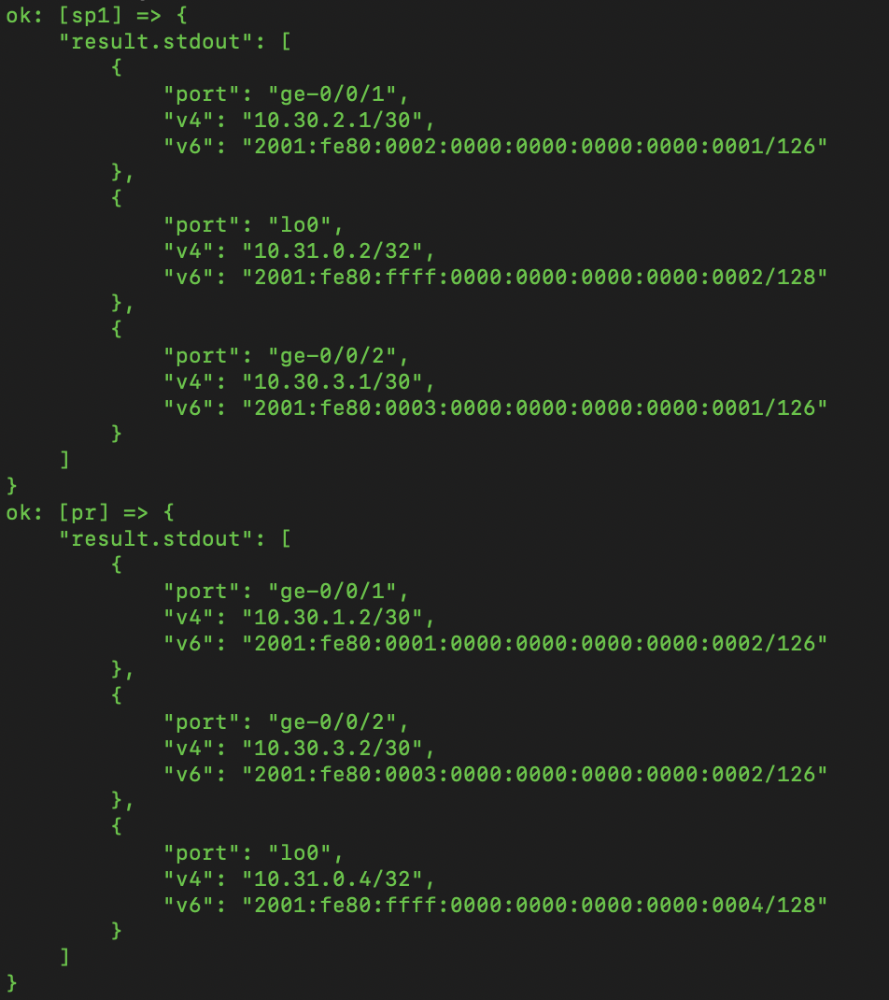 ok: [sp1] => {
    "result.stdout": [
        {
            "port": "ge-0/0/1",
            "v4": "10.30.2.1/30",
            "v6": "2001:fe80:0002:0000:0000:0000:0000:0001/126"
        },
        {
            "port": "lo0",
            "v4": "10.31.0.2/32",
            "v6": "2001:fe80:ffff:0000:0000:0000:0000:0002/128"
        },
        {
            "port": "ge-0/0/2",
            "v4": "10.30.3.1/30",
            "v6": "2001:fe80:0003:0000:0000:0000:0000:0001/126"
        }
    ]
}
ok: [pr] => {
    "result.stdout": [
        {
            "port": "ge-0/0/1",
            "v4": "10.30.1.2/30",
            "v6": "2001:fe80:0001:0000:0000:0000:0000:0002/126"
        },
        {
            "port": "ge-0/0/2",
            "v4": "10.30.3.2/30",
            "v6": "2001:fe80:0003:0000:0000:0000:0000:0002/126"
        },
        {
            "port": "lo0",
            "v4": "10.31.0.4/32",
            "v6": "2001:fe80:ffff:0000:0000:0000:0000:0004/128"
        }
    ]
}